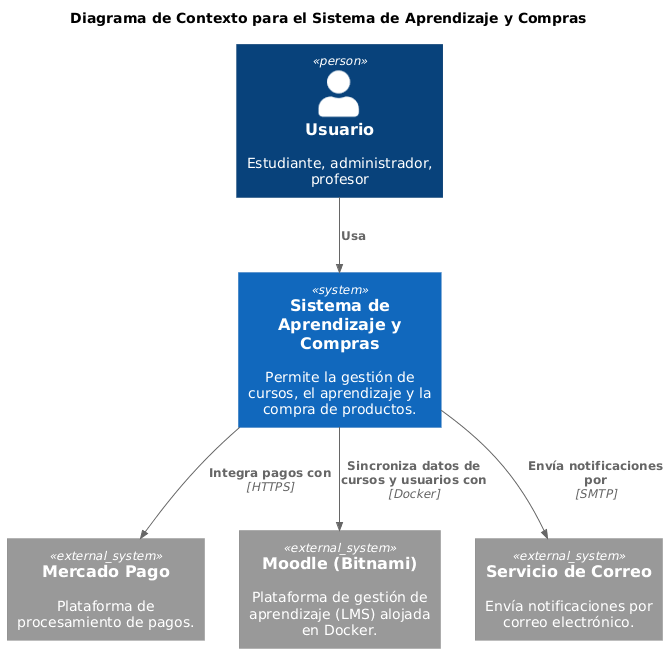 Diagrama de Contexto para el Sistema de Aprendizaje y Compras
«person»
Usuario
Estudiante, administrador,
profesor
Usa
«system»
Sistema de
Aprendizaje y
Compras
Permite la gestión de
cursos, el aprendizaje y la
compra de productos.
Integra pagos con
[HTTPS]
Sincroniza datos de
cursos y usuarios con
[Docker]
Envía notificaciones
por
[SMTP]
«external_system»
Mercado Pago
Plataforma de
procesamiento de pagos.
«external_system»
Moodle (Bitnami)
Plataforma de gestión de
aprendizaje (LMS) alojada
en Docker.
«external_system»
Servicio de Correo
Envía notificaciones por
correo electrónico.